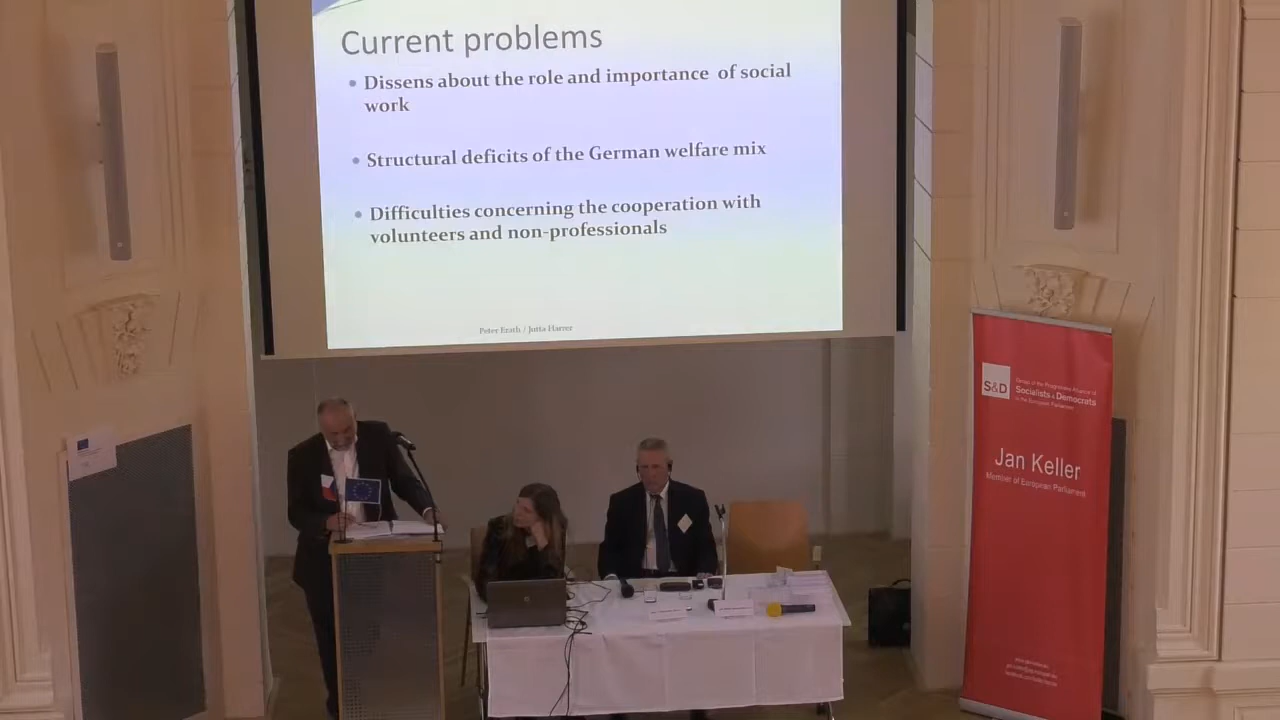 Current problems
• Dissens about the role and importance of social
work
• Structural deficits of the German welfare mix
• Difficulties concerning the cooperation with
volunteers and non-professionals
Peter Erath / Jutta Harrer
S&D
Group of the Progressive Alliance of
Socialists & Democrats
in the European Parliament
Jan Keller
Member of European Parliament